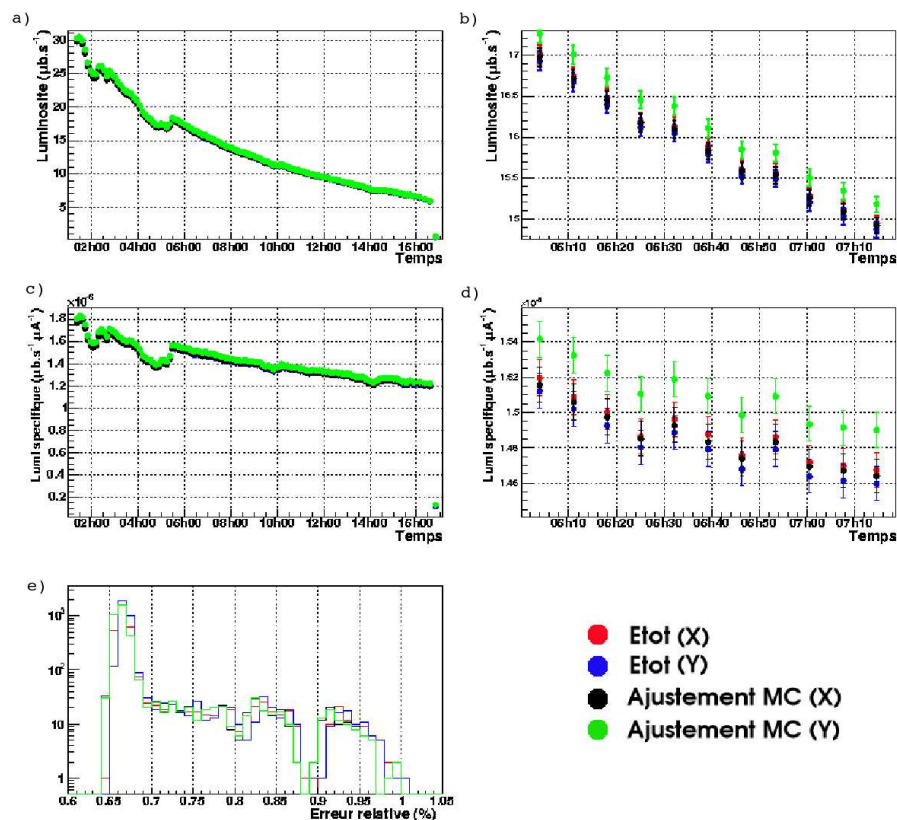 a)
Luminosite (µb.s⁻¹)
30
25
20
15
10
5
02h00 04h00 06h00 08h00 10h00 12h00 14h00 16h00
Temps
b)
Luminosite (µb.s⁻¹)
17
16.5
16
15.5
15
06h10 06h20 06h30 06h40 06h50 07h00 07h10
Temps
c)
×10⁻⁶
Lumi specifique (µb.s⁻¹ µA⁻¹)
1.8
1.6
1.4
1.2
1
0.8
0.6
0.4
0.2
02h00 04h00 06h00 08h00 10h00 12h00 14h00 16h00
Temps
d)
×10⁻⁶
Lumi specifique (µb.s⁻¹ µA⁻¹)
1.54
1.52
1.5
1.48
1.46
06h10 06h20 06h30 06h40 06h50 07h00 07h10
Temps
e)
10³
10²
10
1
0.6 0.65 0.7 0.75 0.8 0.85 0.9 0.95 1 1.05
Erreur relative (%)
Etot (X)
Etot (Y)
Ajustement MC (X)
Ajustement MC (Y)